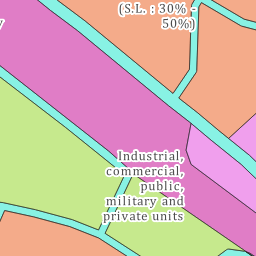 (S.L. : 30% -
50%)
Industrial,
commercial,
public,
military and
private units